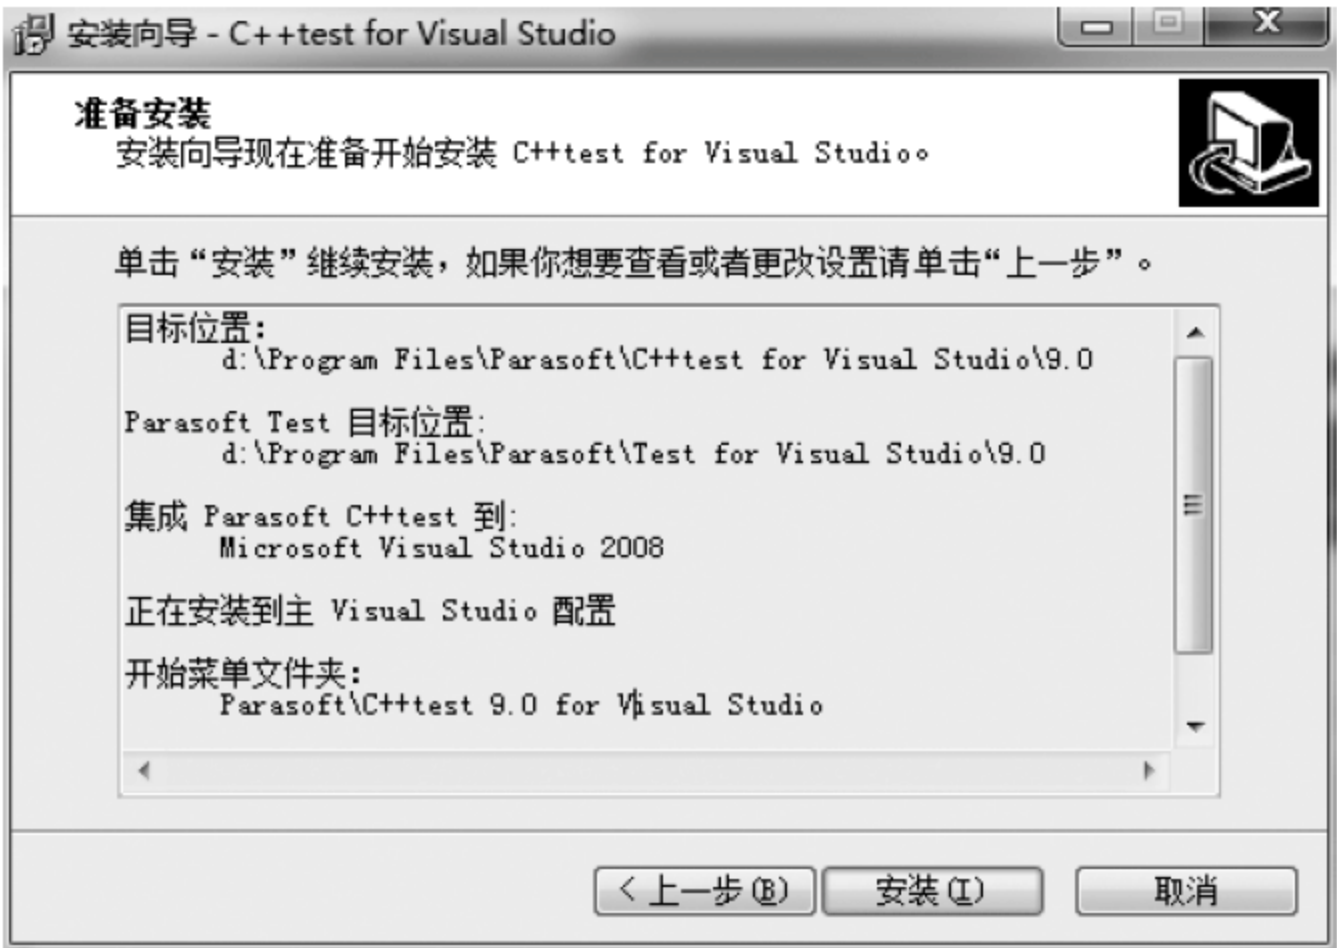 安装向导 - C++test for Visual Studio
准备安装
安装向导现在准备开始安装 C++test for Visual Studio。
单击“安装”继续安装，如果你想要查看或者更改设置请单击“上一步”。
目标位置：
d:\Program Files\Parasoft\C++test for Visual Studio\9.0
Parasoft Test 目标位置:
d:\Program Files\Parasoft\Test for Visual Studio\9.0
集成 Parasoft C++test 到:
Microsoft Visual Studio 2008
正在安装到主 Visual Studio 配置
开始菜单文件夹：
Parasoft\C++test 9.0 for Visual Studio
< 上一步(B) 安装(I) 取消